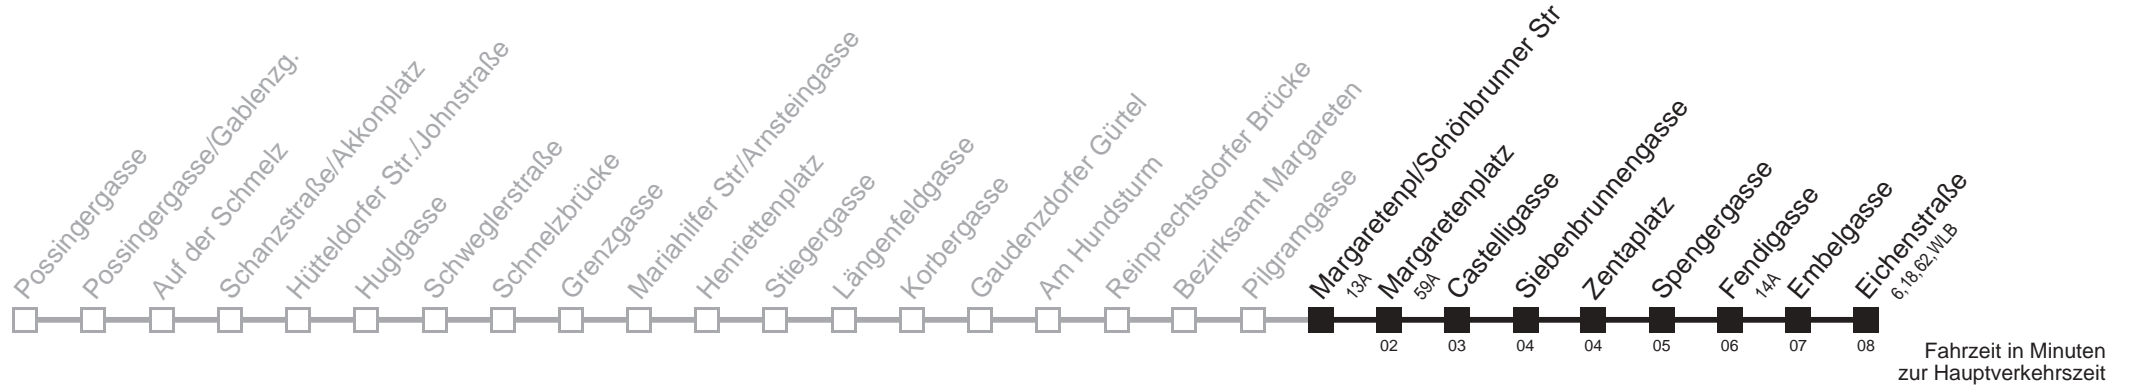 Possingergasse
Possingergasse/Gablenzg.
Auf der Schmelz
Schanzstraße/Akkonplatz
Hütteldorfer Str./Johnstraße
Huglgasse
Schweglerstraße
Schmelzbrücke
Grenzgasse
Mariahilfer Str/Arnsteingasse
Henriettenplatz
Stiegergasse
Längenfeldgasse
Korbergasse
Gaudenzdorfer Gürtel
Am Hundsturm
Reinprechtsdorfer Brücke
Bezirksamt Margareten
Pilgramgasse
Margaretenpl/Schönbrunner Str
13A
Margaretenplatz
59A
Castelligasse
Siebenbrunnengasse
Zentaplatz
Spengergasse
Fendigasse
14A
Embelgasse
Eichenstraße
6,18,62,WLB
02 03 04 04 05 06 07 08
Fahrzeit in Minuten
zur Hauptverkehrszeit